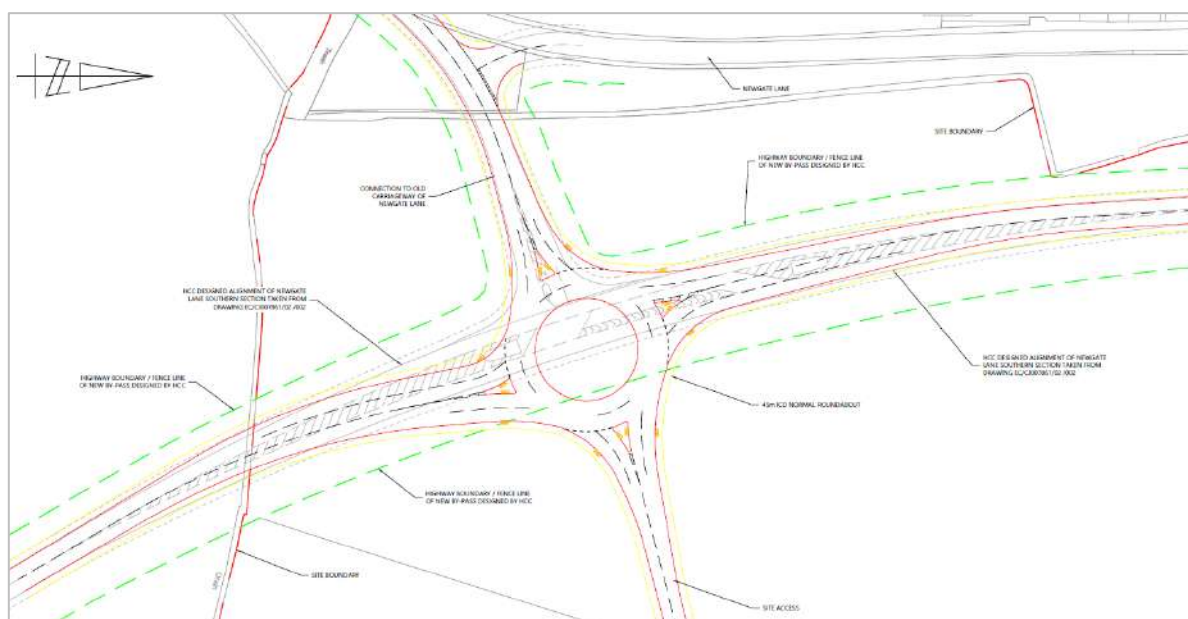 Drain
NEWGATE LANE
SITE BOUNDARY
HIGHWAY BOUNDARY / FENCE LINE
OF NEW BY-PASS DESIGNED BY HCC
CONNECTION TO OLD
CARRIAGEWAY OF
NEWGATE LANE
HCC DESIGNED ALIGNMENT OF NEWGATE
LANE SOUTHERN SECTION TAKEN FROM
HCC DESIGNED ALIGNMENT OF NEWGATE
LANE SOUTHERN SECTION TAKEN FROM
HIGHWAY BOUNDARY / FENCE LINE
OF NEW BY-PASS DESIGNED BY HCC
45m ICD NORMAL ROUNDABOUT
HIGHWAY BOUNDARY / FENCE LINE
OF NEW BY-PASS DESIGNED BY HCC
SITE BOUNDARY
Drain
SITE ACCESS